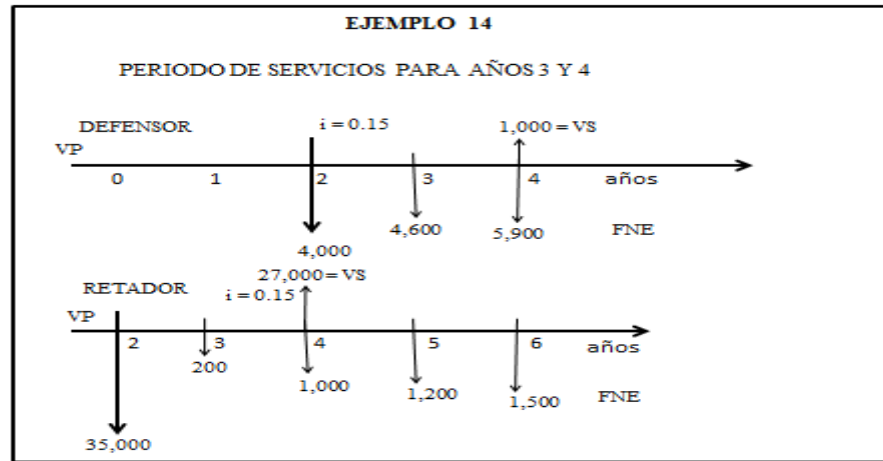 EJEMPLO 14
PERIODO DE SERVICIOS PARA AÑOS 3 Y 4
DEFENSOR i = 0.15 1,000 = VS
VP
0 1 2 3 4 años
4,000 4,600 5,900 FNE
27,000 = VS
RETADOR i = 0.15
VP
2 3 4 5 6 años
200 1,000 1,200 1,500 FNE
35,000